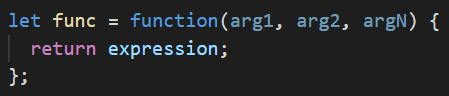 let func = function(arg1, arg2, argN) {
  return expression;
};